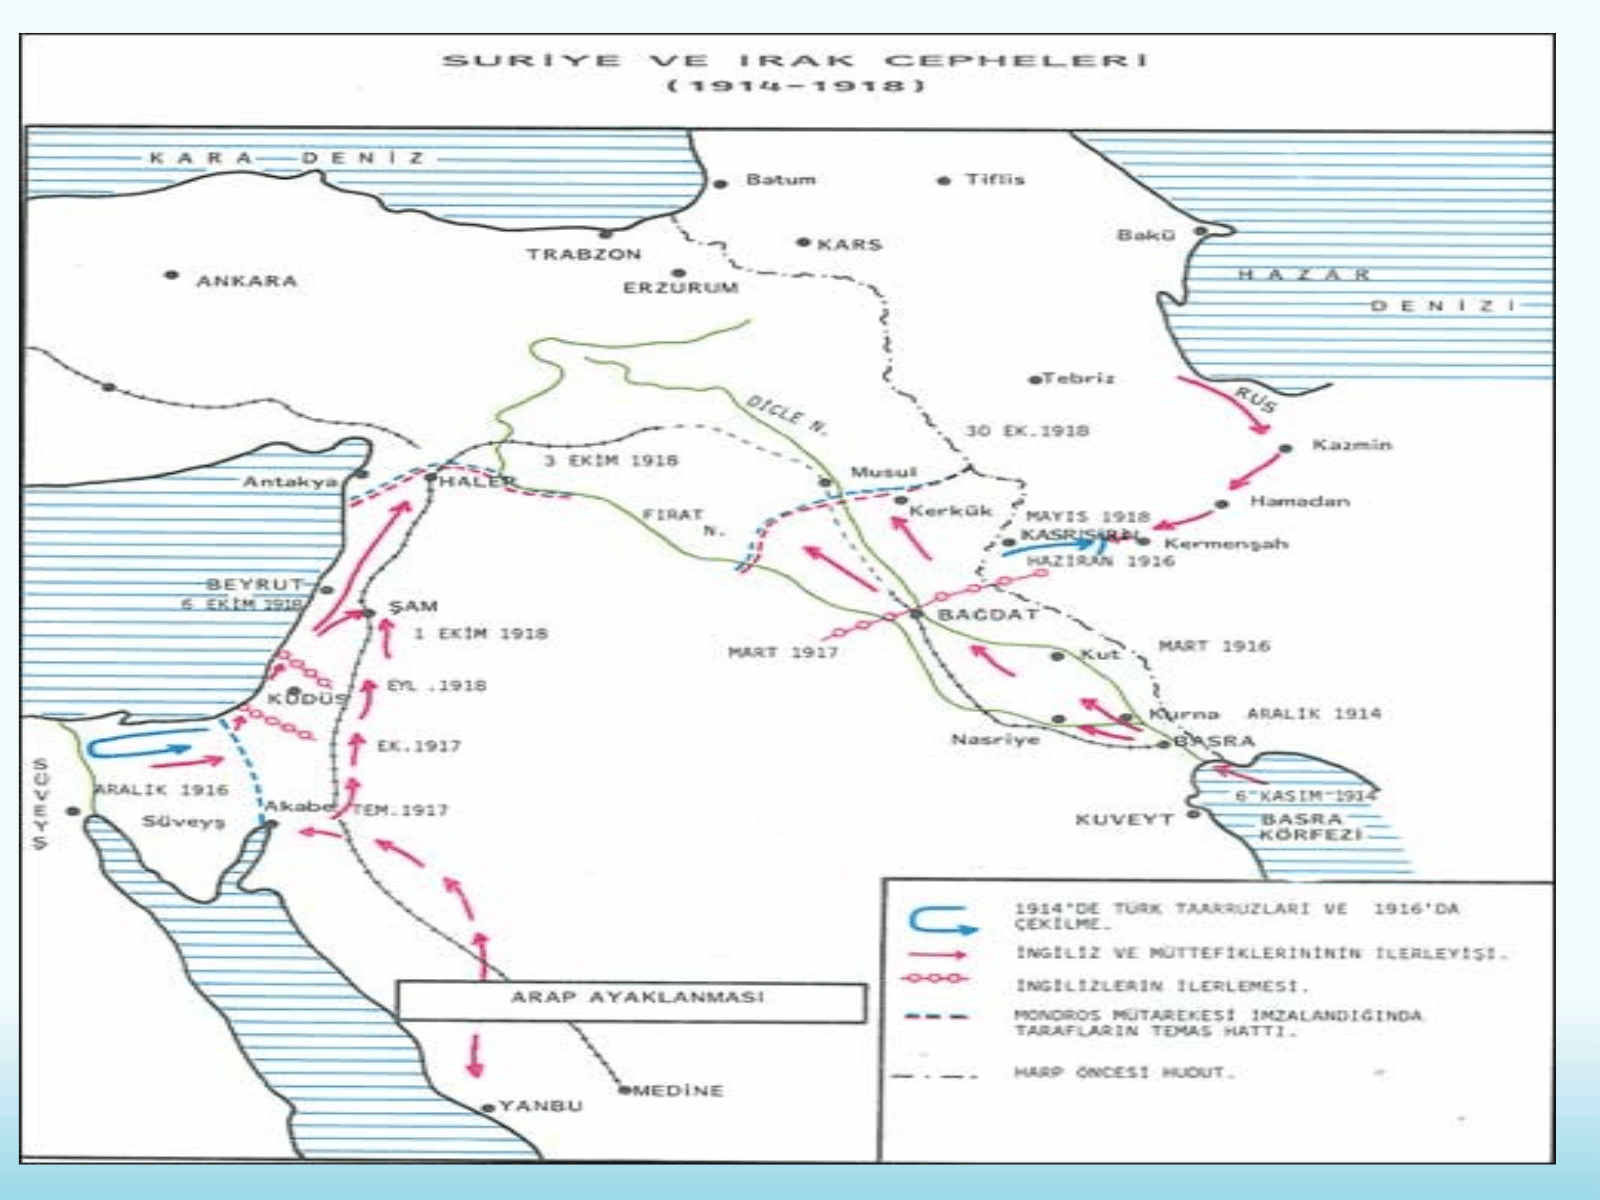 SURİYE VE IRAK CEPHELERİ
(1914-1918)
KARA DENİZ
Batum
Tiflis
Bakü
KARS
TRABZON
ANKARA
ERZURUM
HAZAR
DENİZİ
Tebriz
RUS
DİCLE N.
30 EK.1918
Kazmin
3 EKİM 1918
Musul
Antakya
HALEP
Hamadan
Kerkük
FIRAT
N.
MAYIS 1918
KASRIŞİRİN
Kermenşah
HAZİRAN 1916
BEYRUT
6 EKİM 1918
ŞAM
BAĞDAT
1 EKİM 1918
MART 1917
MART 1916
Kut
EYL .1918
KUDÜS
Kurna
ARALIK 1914
Nasriye
BASRA
EK.1917
SÜVEYŞ
ARALIK 1916
6 KASIM 1914
Akabe
TEM.1917
Süveyş
KUVEYT
BASRA
KÖRFEZİ
1914'DE TÜRK TAARRUZLARI VE 1916'DA
ÇEKİLME.
İNGİLİZ VE MÜTTEFİKLERİNİNİN İLERLEYİŞİ.
İNGİLİZLERİN İLERLEMESİ.
MONDROS MÜTAREKESİ İMZALANDIĞINDA
TARAFLARIN TEMAS HATTI.
HARP ÖNCESİ HUDUT.
ARAP AYAKLANMASI
MEDİNE
YANBU